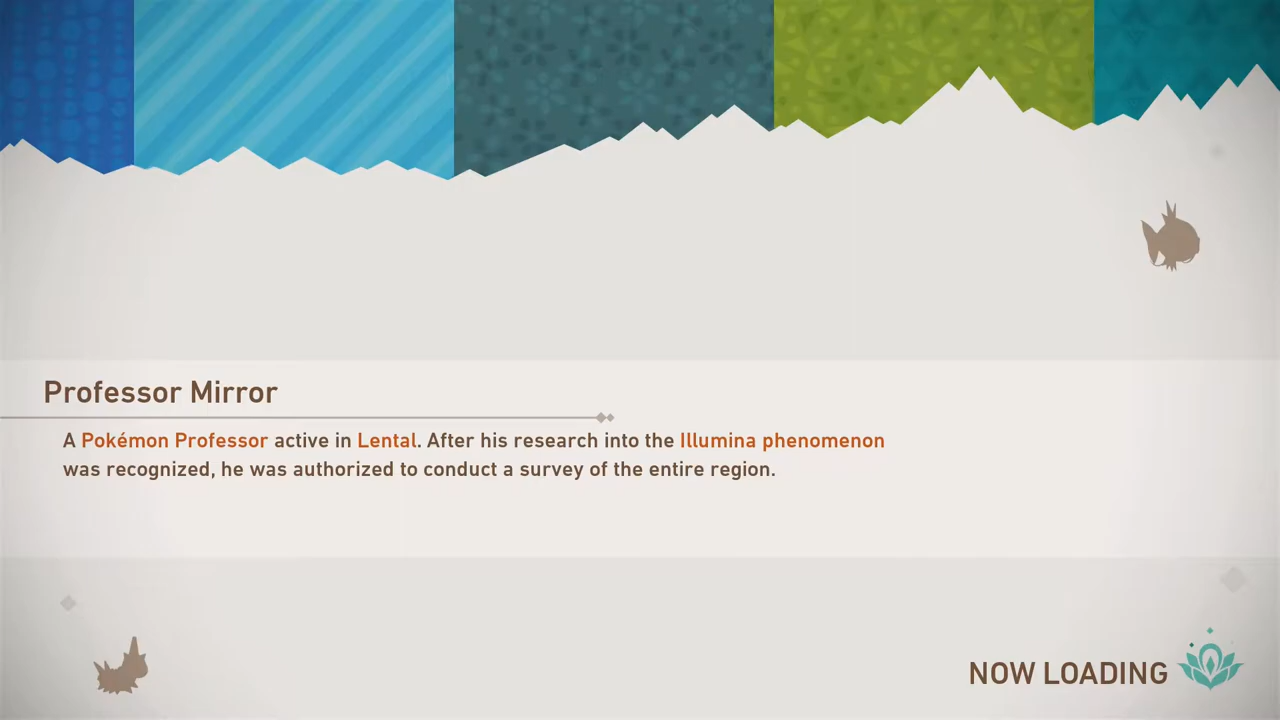 Professor Mirror
A Pokémon Professor active in Lental. After his research into the Illumina phenomenon
was recognized, he was authorized to conduct a survey of the entire region.
NOW LOADING